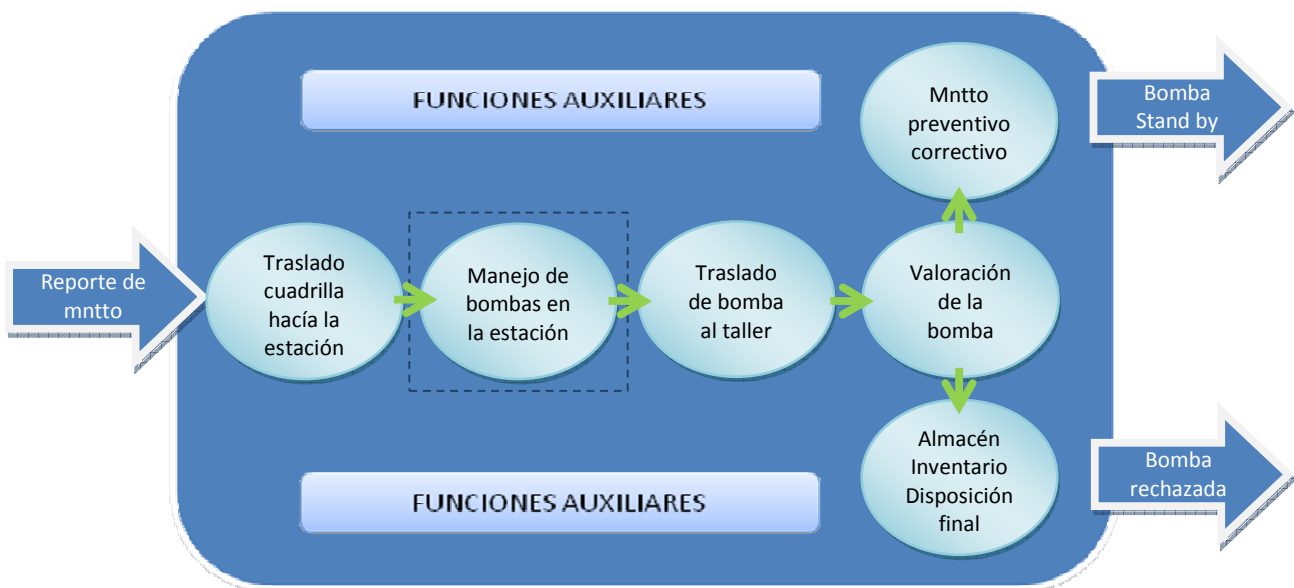 FUNCIONES AUXILIARES
Mntto
preventivo
correctivo
Bomba
Stand by
Reporte de
mntto
Traslado
cuadrilla
hacía la
estación
Manejo de
bombas en
la estación
Traslado
de bomba
al taller
Valoración
de la
bomba
Almacén
Inventario
Disposición
final
Bomba
rechazada
FUNCIONES AUXILIARES